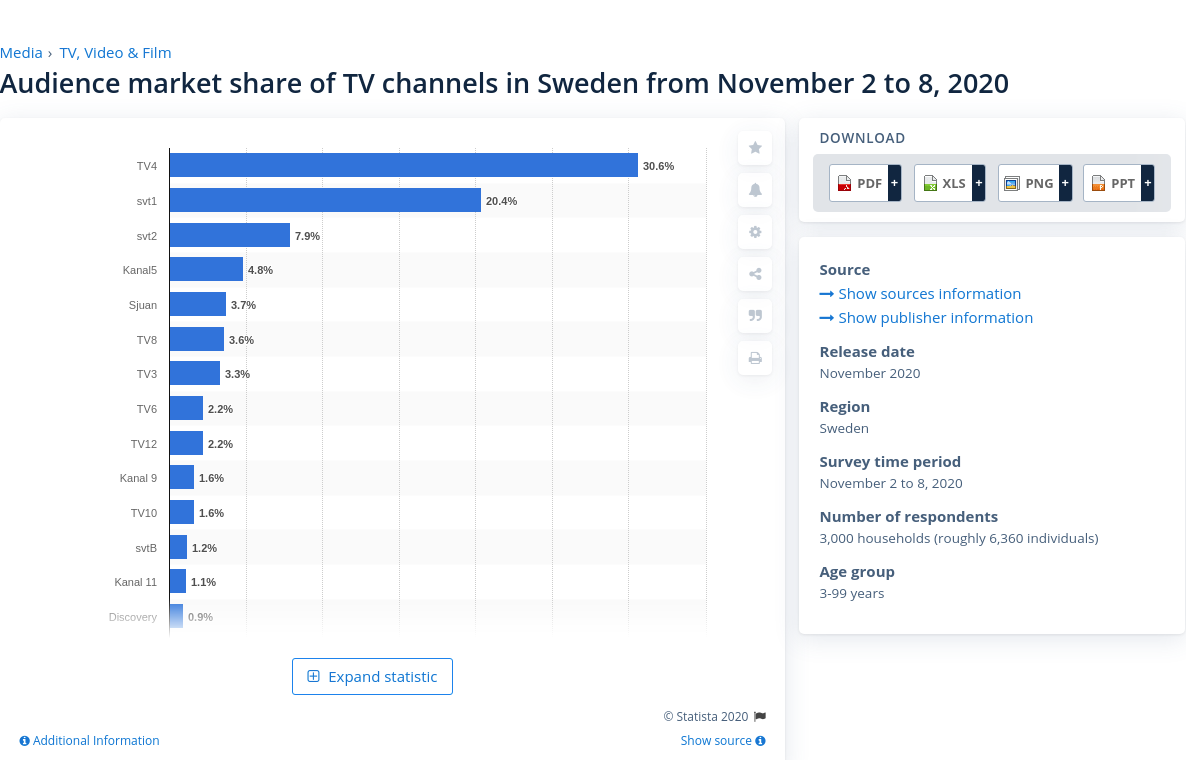 Media › TV, Video & Film
Audience market share of TV channels in Sweden from November 2 to 8, 2020
TV4 30.6%
svt1 20.4%
svt2 7.9%
Kanal5 4.8%
Sjuan 3.7%
TV8 3.6%
TV3 3.3%
TV6 2.2%
TV12 2.2%
Kanal 9 1.6%
TV10 1.6%
svtB 1.2%
Kanal 11 1.1%
Discovery 0.9%
Expand statistic
© Statista 2020
Additional Information
Show source
DOWNLOAD
PDF + XLS + PNG + PPT +
Source
Show sources information
Show publisher information
Release date
November 2020
Region
Sweden
Survey time period
November 2 to 8, 2020
Number of respondents
3,000 households (roughly 6,360 individuals)
Age group
3-99 years